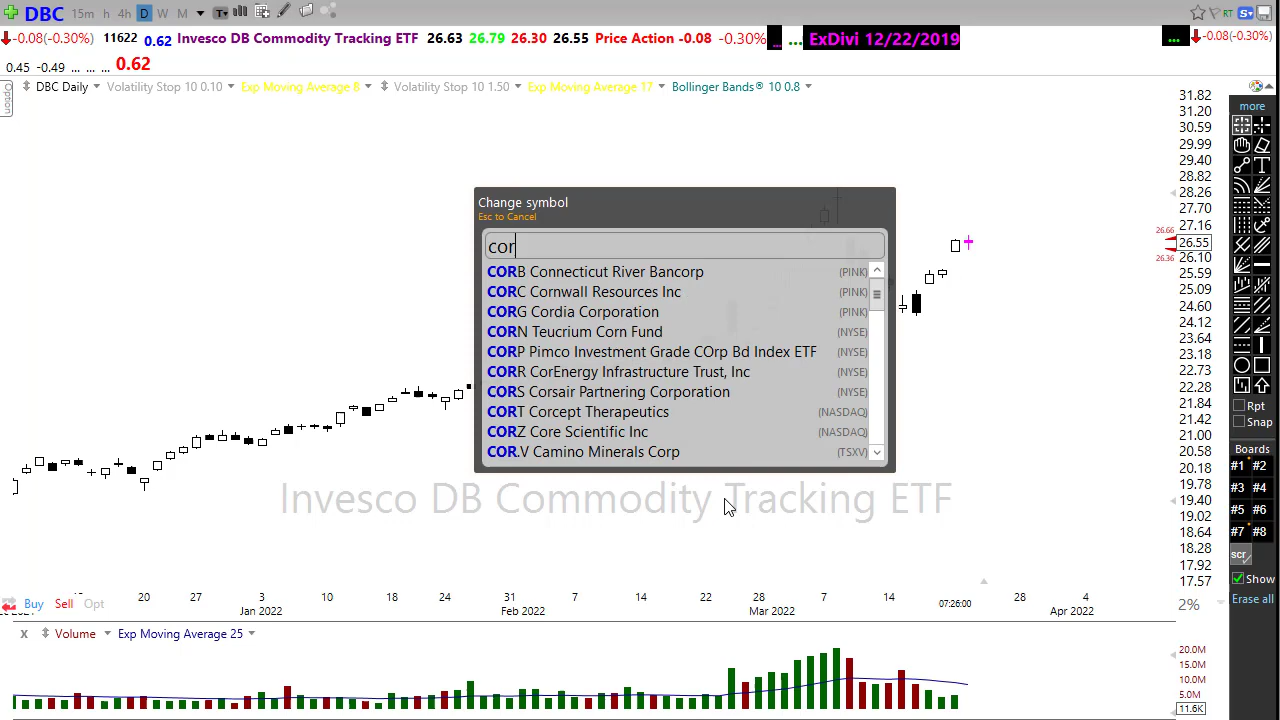 DBC 15m h 4h D W M T RT S
-0.08(-0.30%) 11622 0.62 Invesco DB Commodity Tracking ETF 26.63 26.79 26.30 26.55 Price Action -0.08 -0.30% ... ... ExDivi 12/22/2019 ... -0.08(-0.30%)
0.45 -0.49 ... ... ... 0.62
Option
DBC Daily Volatility Stop 10 0.10 Exp Moving Average 8 Volatility Stop 10 1.50 Exp Moving Average 17 Bollinger Bands® 10 0.8
Change symbol
Esc to Cancel
cor
CORB Connecticut River Bancorp (PINK)
CORC Cornwall Resources Inc (PINK)
CORG Cordia Corporation (PINK)
CORN Teucrium Corn Fund (NYSE)
CORP Pimco Investment Grade COrp Bd Index ETF (NYSE)
CORR CorEnergy Infrastructure Trust, Inc (NYSE)
CORS Corsair Partnering Corporation (NYSE)
CORT Corcept Therapeutics (NASDAQ)
CORZ Core Scientific Inc (NASDAQ)
COR.V Camino Minerals Corp (TSXV)
Invesco DB Commodity Tracking ETF
31.82
31.20
30.59
29.99
29.40
28.82
28.26
27.70
27.16
26.66
26.55
26.36
26.10
25.59
25.09
24.60
24.12
23.64
23.18
22.73
22.28
21.84
21.42
21.00
20.58
20.18
19.78
19.40
19.02
18.64
18.28
17.92
17.57
more
Rpt
Snap
Boards
#1 #2
#3 #4
#5 #6
#7 #8
scr
Show
Erase all
Buy Sell Opt
20 27 3 10 18 24 31 7 14 22 28 7 14 07:26:00 28 4
Jan 2022 Feb 2022 Mar 2022 Apr 2022
2%
x Volume Exp Moving Average 25
20.0M
15.0M
10.0M
5.0M
11.6K